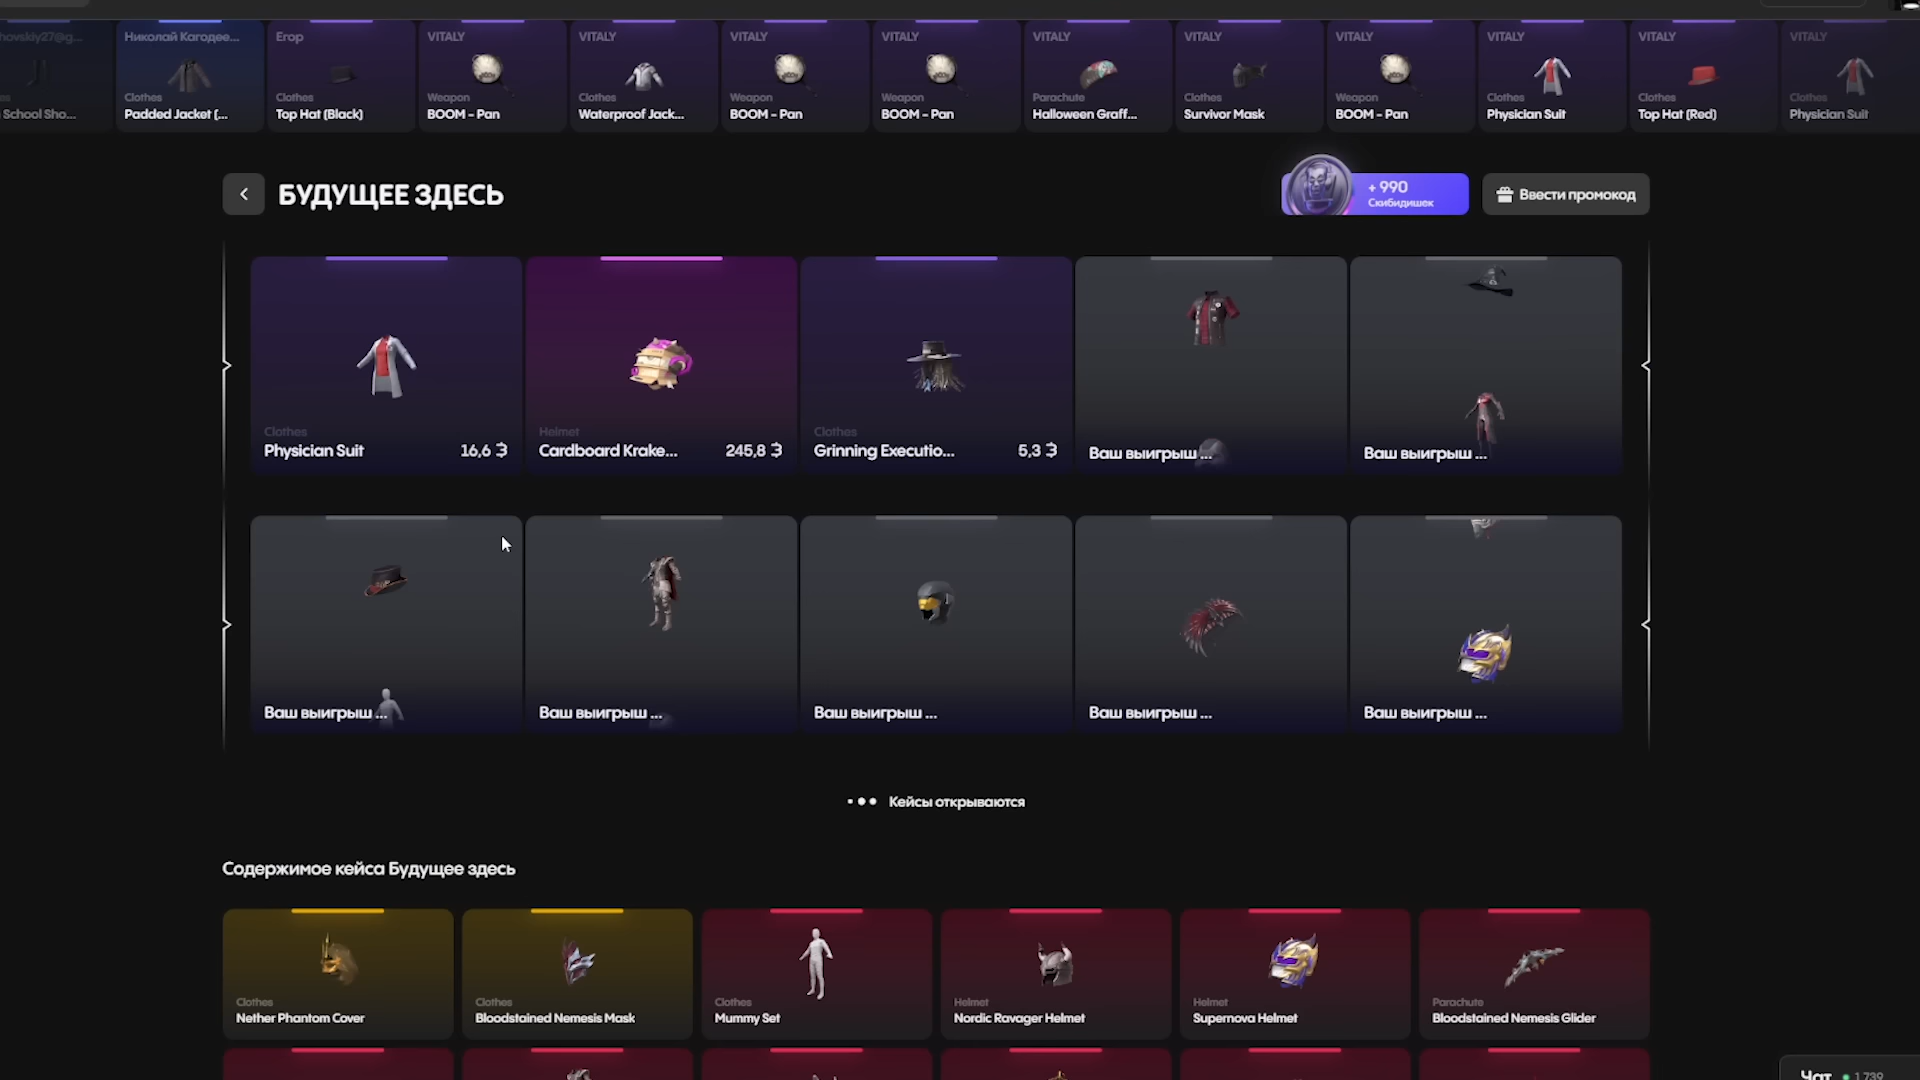 hovskiy27@g...
School Sho...
Николай Кагодее...
Clothes
Padded Jacket (...
Егор
Clothes
Top Hat (Black)
VITALY
Weapon
BOOM - Pan
VITALY
Clothes
Waterproof Jack...
VITALY
Weapon
BOOM - Pan
VITALY
Weapon
BOOM - Pan
VITALY
Parachute
Halloween Graff...
VITALY
Clothes
Survivor Mask
VITALY
Weapon
BOOM - Pan
VITALY
Clothes
Physician Suit
VITALY
Clothes
Top Hat (Red)
VITALY
Clothes
Physician Suit
БУДУЩЕЕ ЗДЕСЬ
+ 990
Скибидишек
Ввести промокод
Clothes
Physician Suit 16,6
Helmet
Cardboard Krake... 245,8
Clothes
Grinning Executio... 5,3
Ваш выигрыш ...
Ваш выигрыш ...
Ваш выигрыш ...
Ваш выигрыш ...
Ваш выигрыш ...
Ваш выигрыш ...
Ваш выигрыш ...
Кейсы открываются
Содержимое кейса Будущее здесь
Clothes
Nether Phantom Cover
Clothes
Bloodstained Nemesis Mask
Clothes
Mummy Set
Helmet
Nordic Ravager Helmet
Helmet
Supernova Helmet
Parachute
Bloodstained Nemesis Glider
Чат 1 739